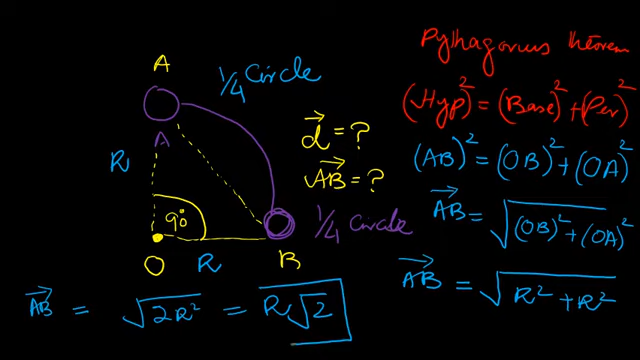 A
1/4 Circle
A
R
90°
O
R
B
1/4 Circle
d⃗ = ?
AB⃗ = ?
Pythagorus theorem
(Hyp)² = (Base)² + (Per)²
(AB)² = (OB)² + (OA)²
AB⃗ = √(OB)² + (OA)²
AB⃗ = √R² + R²
AB⃗ = √2R² = R√2